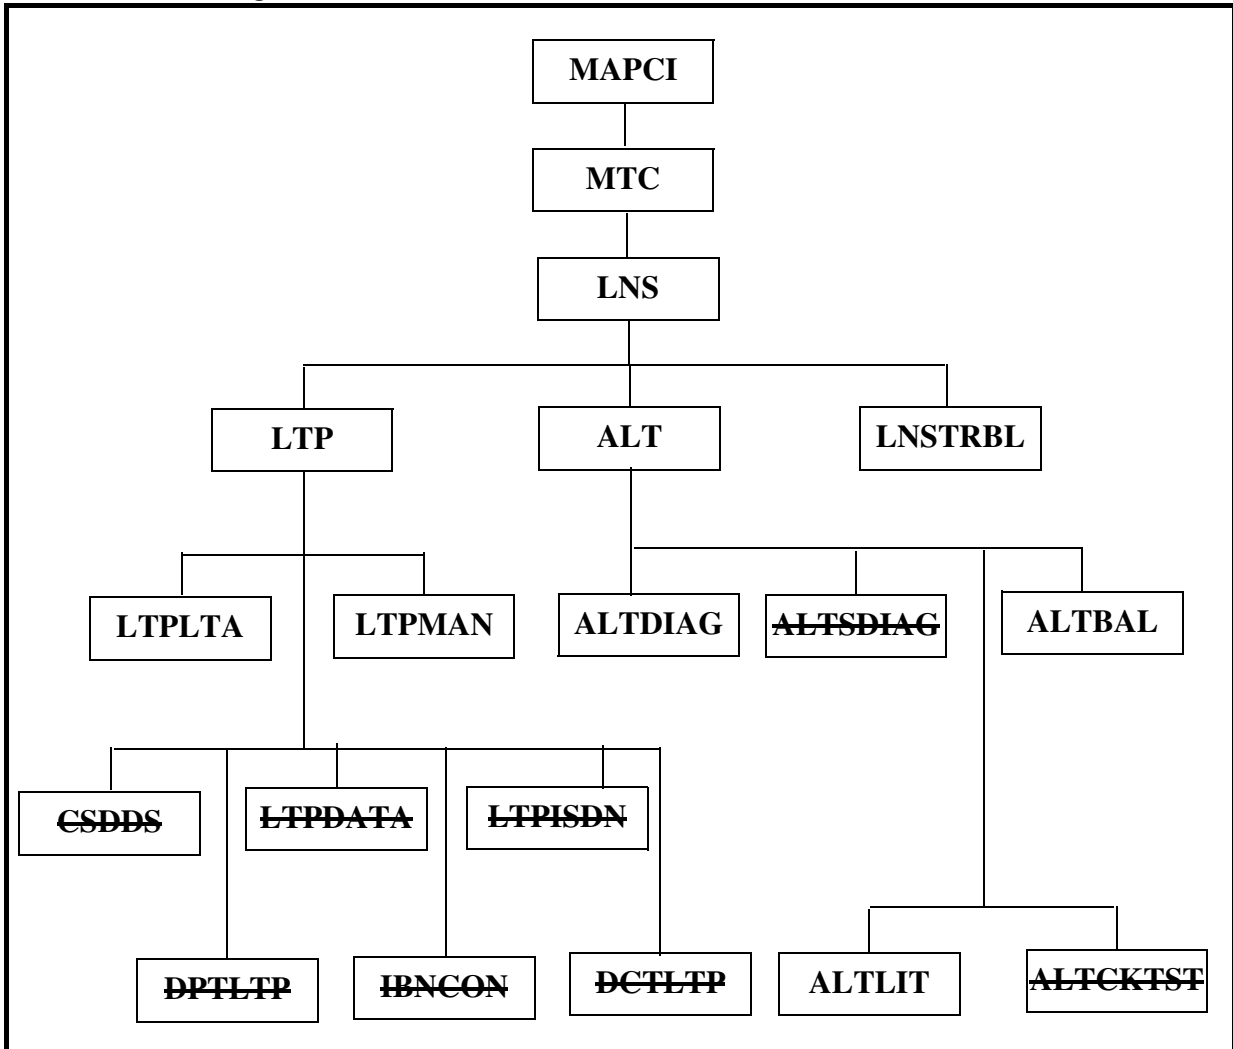 MAPCI
MTC
LNS
LTP
ALT
LNSTRBL
LTPLTA
LTPMAN
ALTDIAG
ALTSDIAG
ALTBAL
CSDDS
LTPDATA
LTPISDN
DPTLTP
IBNCON
DCTLTP
ALTLIT
ALTCKTST